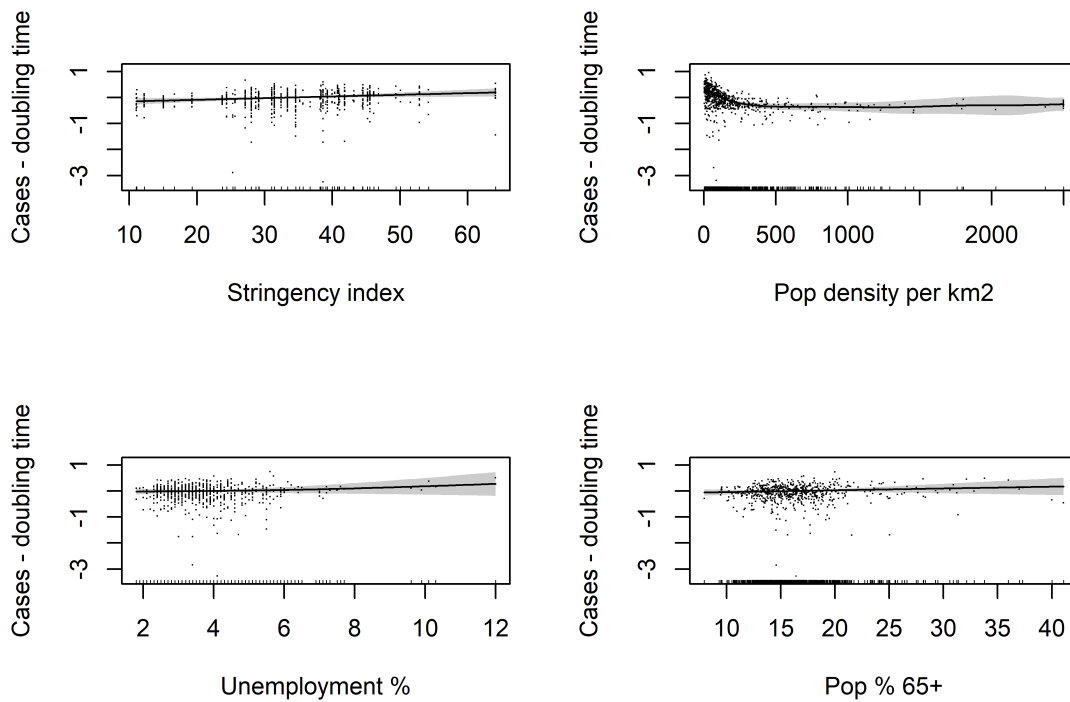 Cases - doubling time
1
-1
-3
10 20 30 40 50 60
Stringency index
Cases - doubling time
1
-1
-3
0 500 1000 2000
Pop density per km2
Cases - doubling time
1
-1
-3
2 4 6 8 10 12
Unemployment %
Cases - doubling time
1
-1
-3
10 15 20 25 30 35 40
Pop % 65+